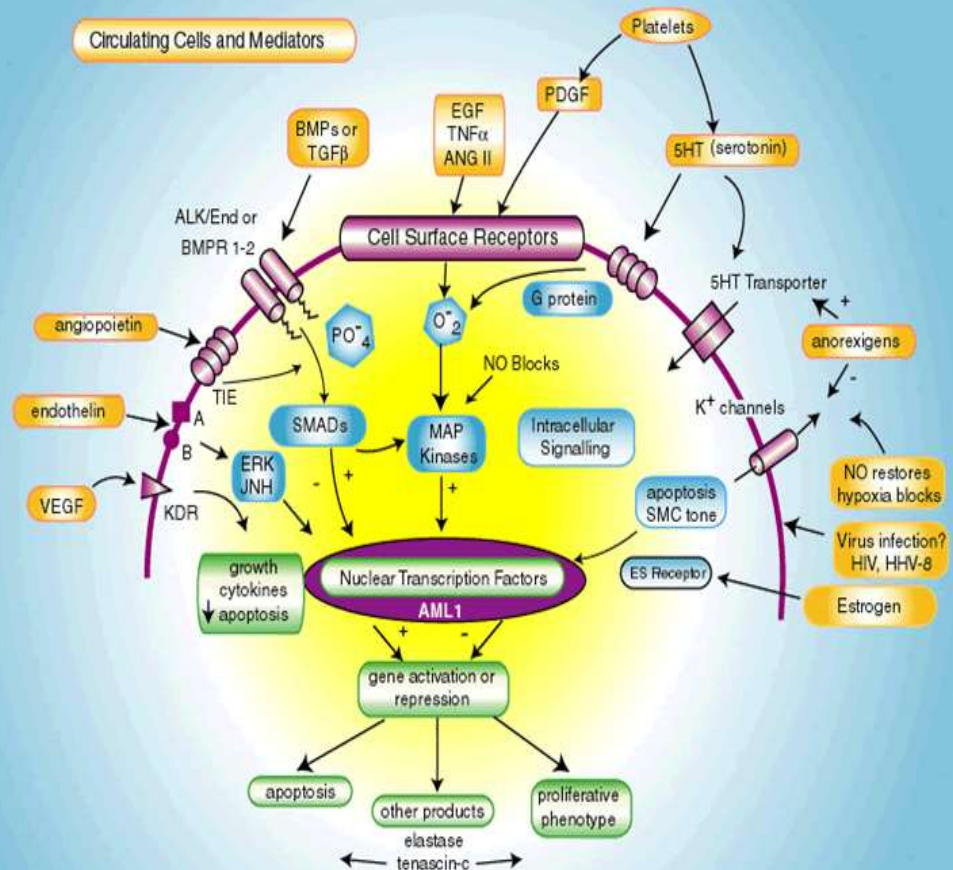 Circulating Cells and Mediators
Platelets
PDGF
EGF
TNFα
ANG II
BMPs or
TGFβ
5HT (serotonin)
ALK/End or
BMPR 1-2
Cell Surface Receptors
5HT Transporter
G protein
angiopoietin
PO⁻₄
O⁻₂
+
anorexigens
-
TIE
NO Blocks
K⁺ channels
endothelin
A
B
SMADs
MAP
Kinases
Intracellular
Signalling
ERK
JNH
-
+
+
VEGF
KDR
apoptosis
SMC tone
NO restores
hypoxia blocks
Virus infection?
HIV, HHV-8
growth
cytokines
↓ apoptosis
Nuclear Transcription Factors
AML1
ES Receptor
Estrogen
+
-
gene activation or
repression
apoptosis
other products
proliferative
phenotype
elastase
tenascin-c